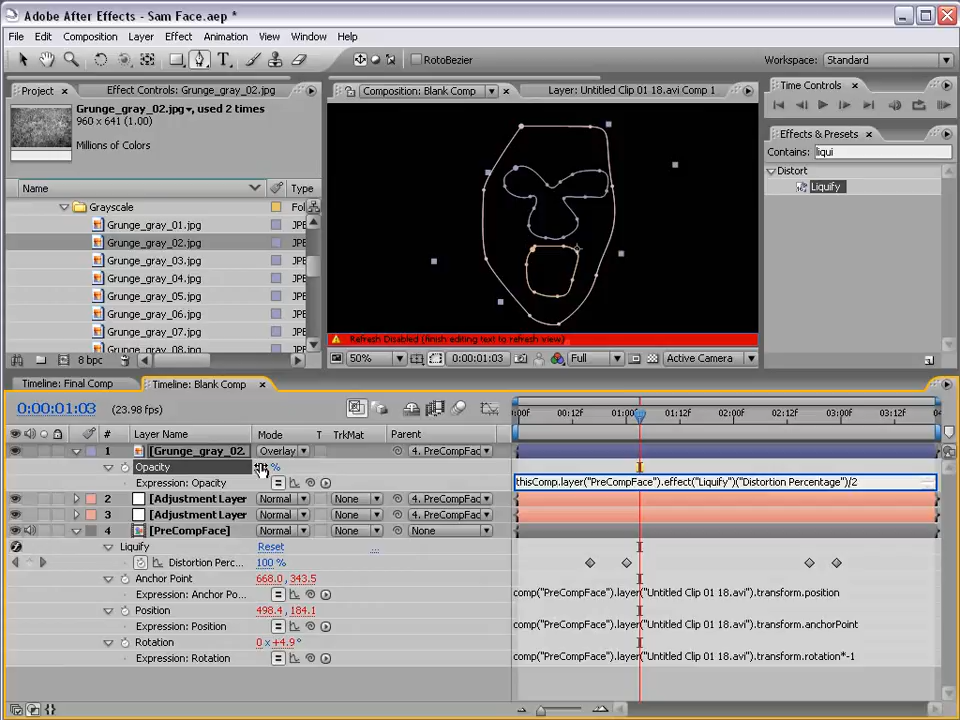 Adobe After Effects - Sam Face.aep *
File Edit Composition Layer Effect Animation View Window Help
RotoBezier
Workspace: Standard
Project
Effect Controls: Grunge_gray_02.jpg
Composition: Blank Comp
Layer: Untitled Clip 01 18.avi Comp 1
Time Controls
Grunge_gray_02.jpg, used 2 times
960 x 641 (1.00)
Millions of Colors
Effects & Presets
Contains: liqui
Distort
Liquify
Name Type
Grayscale Fol
Grunge_gray_01.jpg JPE
Grunge_gray_02.jpg JPE
Grunge_gray_03.jpg JPE
Grunge_gray_04.jpg JPE
Grunge_gray_05.jpg JPE
Grunge_gray_06.jpg JPE
Grunge_gray_07.jpg JPE
Grunge_gray_08.jpg JPE
Refresh Disabled (finish editing text to refresh view)
8 bpc
50% 0:00:01:03 Full Active Camera
Timeline: Final Comp
Timeline: Blank Comp
0:00:01:03 (23.98 fps)
:00f 00:12f 01:00f 01:12f 02:00f 02:12f 03:00f 03:12f 04
# Layer Name Mode T TrkMat Parent
1 [Grunge_gray_02. Overlay 4. PreCompFac
Opacity %
Expression: Opacity
thisComp.layer("PreCompFace").effect("Liquify")("Distortion Percentage")/2
2 [Adjustment Layer Normal None 4. PreCompFac
3 [Adjustment Layer Normal None 4. PreCompFac
4 [PreCompFace] Normal None None
Liquify Reset ...
Distortion Perc... 100 %
Anchor Point 668.0, 343.5
Expression: Anchor Po...
comp("PreCompFace").layer("Untitled Clip 01 18.avi").transform.position
Position 498.4, 184.1
Expression: Position
comp("PreCompFace").layer("Untitled Clip 01 18.avi").transform.anchorPoint
Rotation 0 x +4.9 °
Expression: Rotation
comp("PreCompFace").layer("Untitled Clip 01 18.avi").transform.rotation*-1